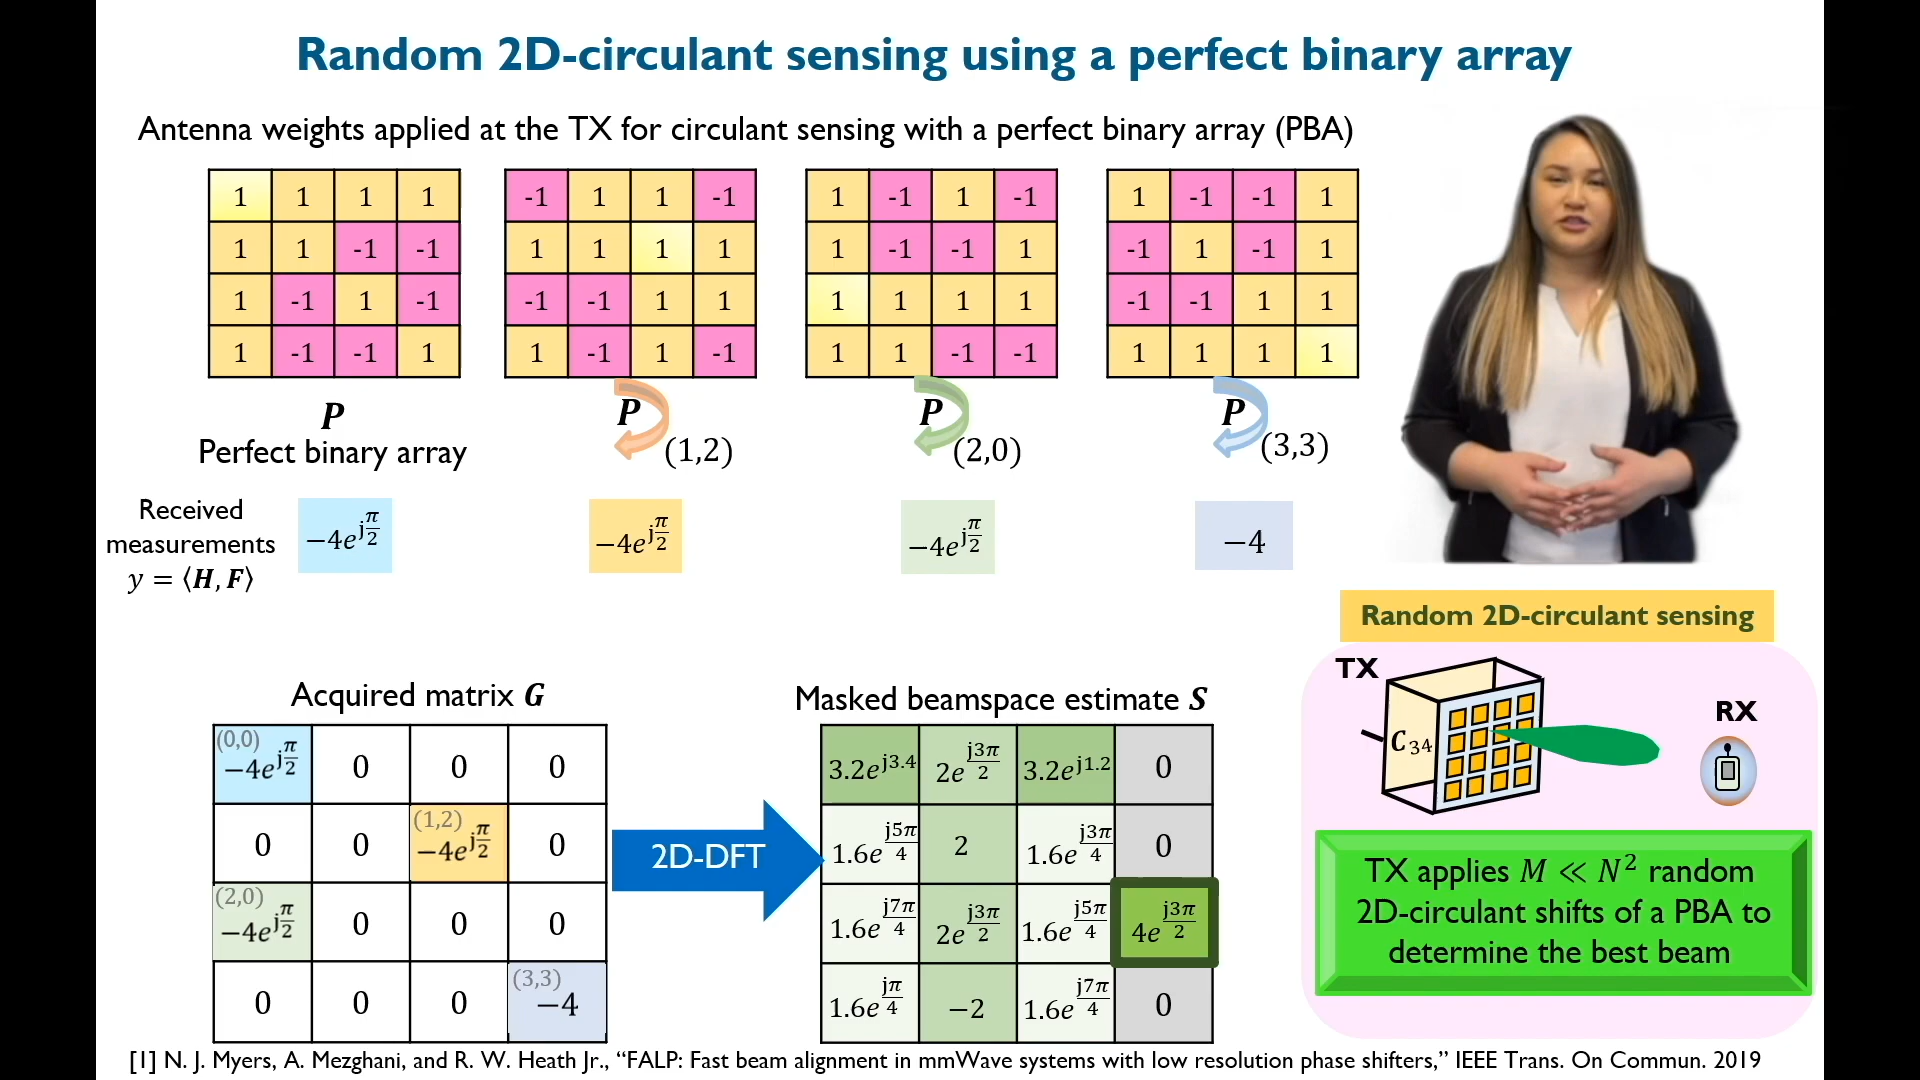 Random 2D-circulant sensing using a perfect binary array
Antenna weights applied at the TX for circulant sensing with a perfect binary array (PBA)
1 1 1 1
1 1 -1 -1
1 -1 1 -1
1 -1 -1 1
-1 1 1 -1
1 1 1 1
-1 -1 1 1
1 -1 1 -1
1 -1 1 -1
1 -1 -1 1
1 1 1 1
1 1 -1 -1
1 -1 -1 1
-1 1 -1 1
-1 -1 1 1
1 1 1 1
P
Perfect binary array
P (1,2)
P (2,0)
P (3,3)
Received
measurements
y = ⟨H, F⟩
−4e^{jπ/2}
−4e^{jπ/2}
−4e^{jπ/2}
−4
Acquired matrix G
(0,0) −4e^{jπ/2} 0 0 0
0 0 (1,2) −4e^{jπ/2} 0
(2,0) −4e^{jπ/2} 0 0 0
0 0 0 (3,3) −4
2D-DFT
Masked beamspace estimate S
3.2e^{j3.4} 2e^{j3π/2} 3.2e^{j1.2} 0
1.6e^{j5π/4} 2 1.6e^{j3π/4} 0
1.6e^{j7π/4} 2e^{j3π/2} 1.6e^{j5π/4} 4e^{j3π/2}
1.6e^{jπ/4} −2 1.6e^{j7π/4} 0
Random 2D-circulant sensing
TX
C34
RX
TX applies M ≪ N² random
2D-circulant shifts of a PBA to
determine the best beam
[1] N. J. Myers, A. Mezghani, and R. W. Heath Jr., “FALP: Fast beam alignment in mmWave systems with low resolution phase shifters,” IEEE Trans. On Commun. 2019